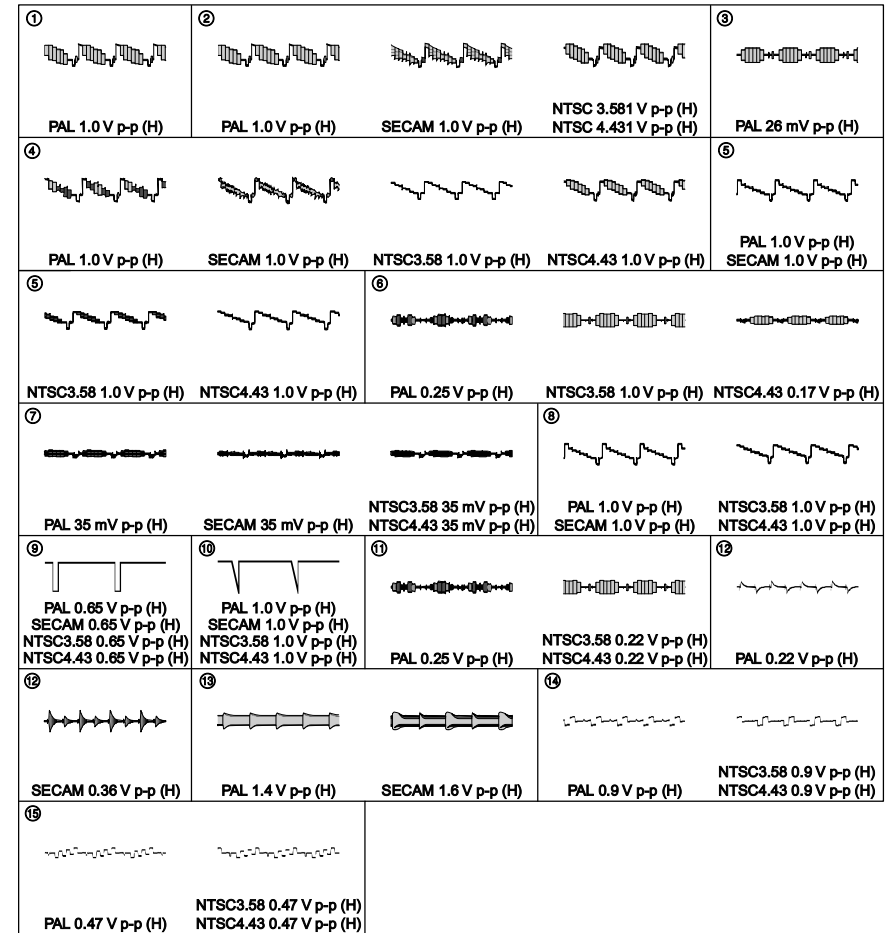 ①
PAL 1.0 V p-p (H)
②
PAL 1.0 V p-p (H)
SECAM 1.0 V p-p (H)
NTSC 3.581 V p-p (H)
NTSC 4.431 V p-p (H)
③
PAL 26 mV p-p (H)
④
PAL 1.0 V p-p (H)
SECAM 1.0 V p-p (H)
NTSC3.58 1.0 V p-p (H)
NTSC4.43 1.0 V p-p (H)
⑤
PAL 1.0 V p-p (H)
SECAM 1.0 V p-p (H)
⑤
NTSC3.58 1.0 V p-p (H)
NTSC4.43 1.0 V p-p (H)
⑥
PAL 0.25 V p-p (H)
NTSC3.58 1.0 V p-p (H)
NTSC4.43 0.17 V p-p (H)
⑦
PAL 35 mV p-p (H)
SECAM 35 mV p-p (H)
NTSC3.58 35 mV p-p (H)
NTSC4.43 35 mV p-p (H)
⑧
PAL 1.0 V p-p (H)
SECAM 1.0 V p-p (H)
NTSC3.58 1.0 V p-p (H)
NTSC4.43 1.0 V p-p (H)
⑨
PAL 0.65 V p-p (H)
SECAM 0.65 V p-p (H)
NTSC3.58 0.65 V p-p (H)
NTSC4.43 0.65 V p-p (H)
⑩
PAL 1.0 V p-p (H)
SECAM 1.0 V p-p (H)
NTSC3.58 1.0 V p-p (H)
NTSC4.43 1.0 V p-p (H)
⑪
PAL 0.25 V p-p (H)
NTSC3.58 0.22 V p-p (H)
NTSC4.43 0.22 V p-p (H)
⑫
PAL 0.22 V p-p (H)
⑫
SECAM 0.36 V p-p (H)
⑬
PAL 1.4 V p-p (H)
SECAM 1.6 V p-p (H)
⑭
PAL 0.9 V p-p (H)
NTSC3.58 0.9 V p-p (H)
NTSC4.43 0.9 V p-p (H)
⑮
PAL 0.47 V p-p (H)
NTSC3.58 0.47 V p-p (H)
NTSC4.43 0.47 V p-p (H)